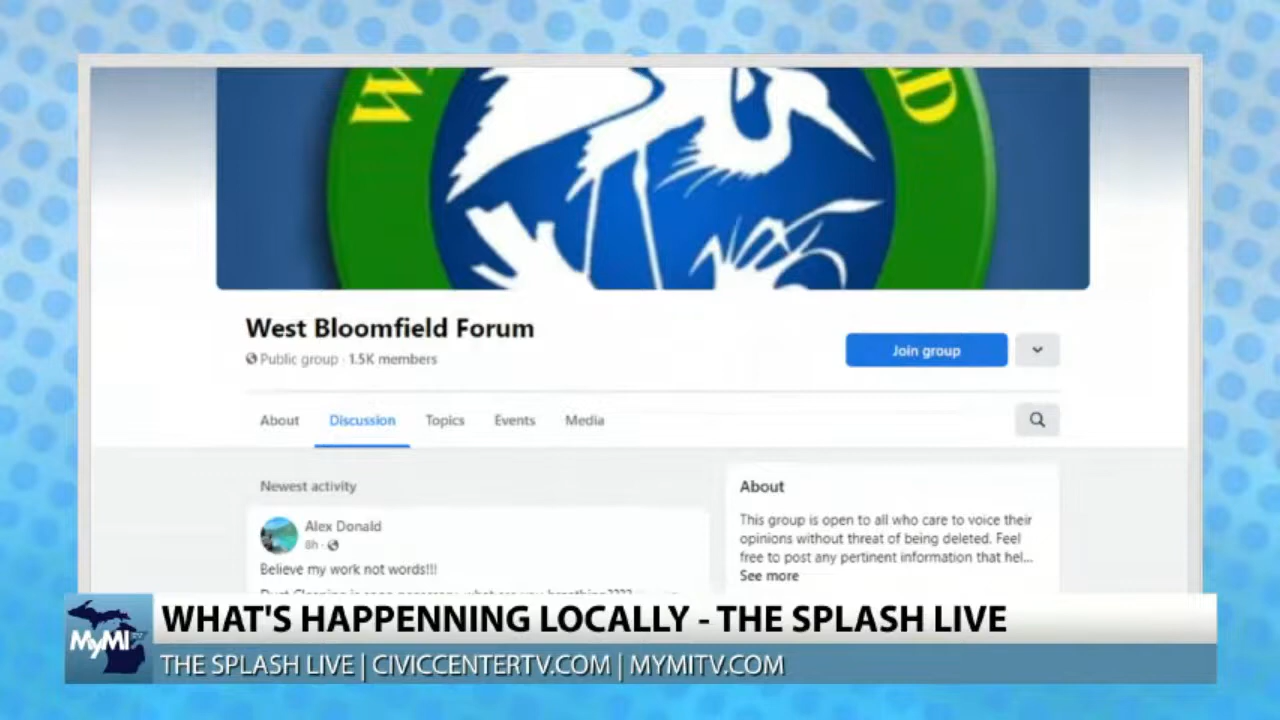 W
LD
West Bloomfield Forum
Public group · 1.5K members
Join group
About Discussion Topics Events Media
Newest activity
Alex Donald
8h ·
Believe my work not words!!!
About
This group is open to all who care to voice their
opinions without threat of being deleted. Feel
free to post any pertinent information that hel...
See more
MyMI TV
WHAT'S HAPPENNING LOCALLY - THE SPLASH LIVE
THE SPLASH LIVE | CIVICCENTERTV.COM | MYMITV.COM